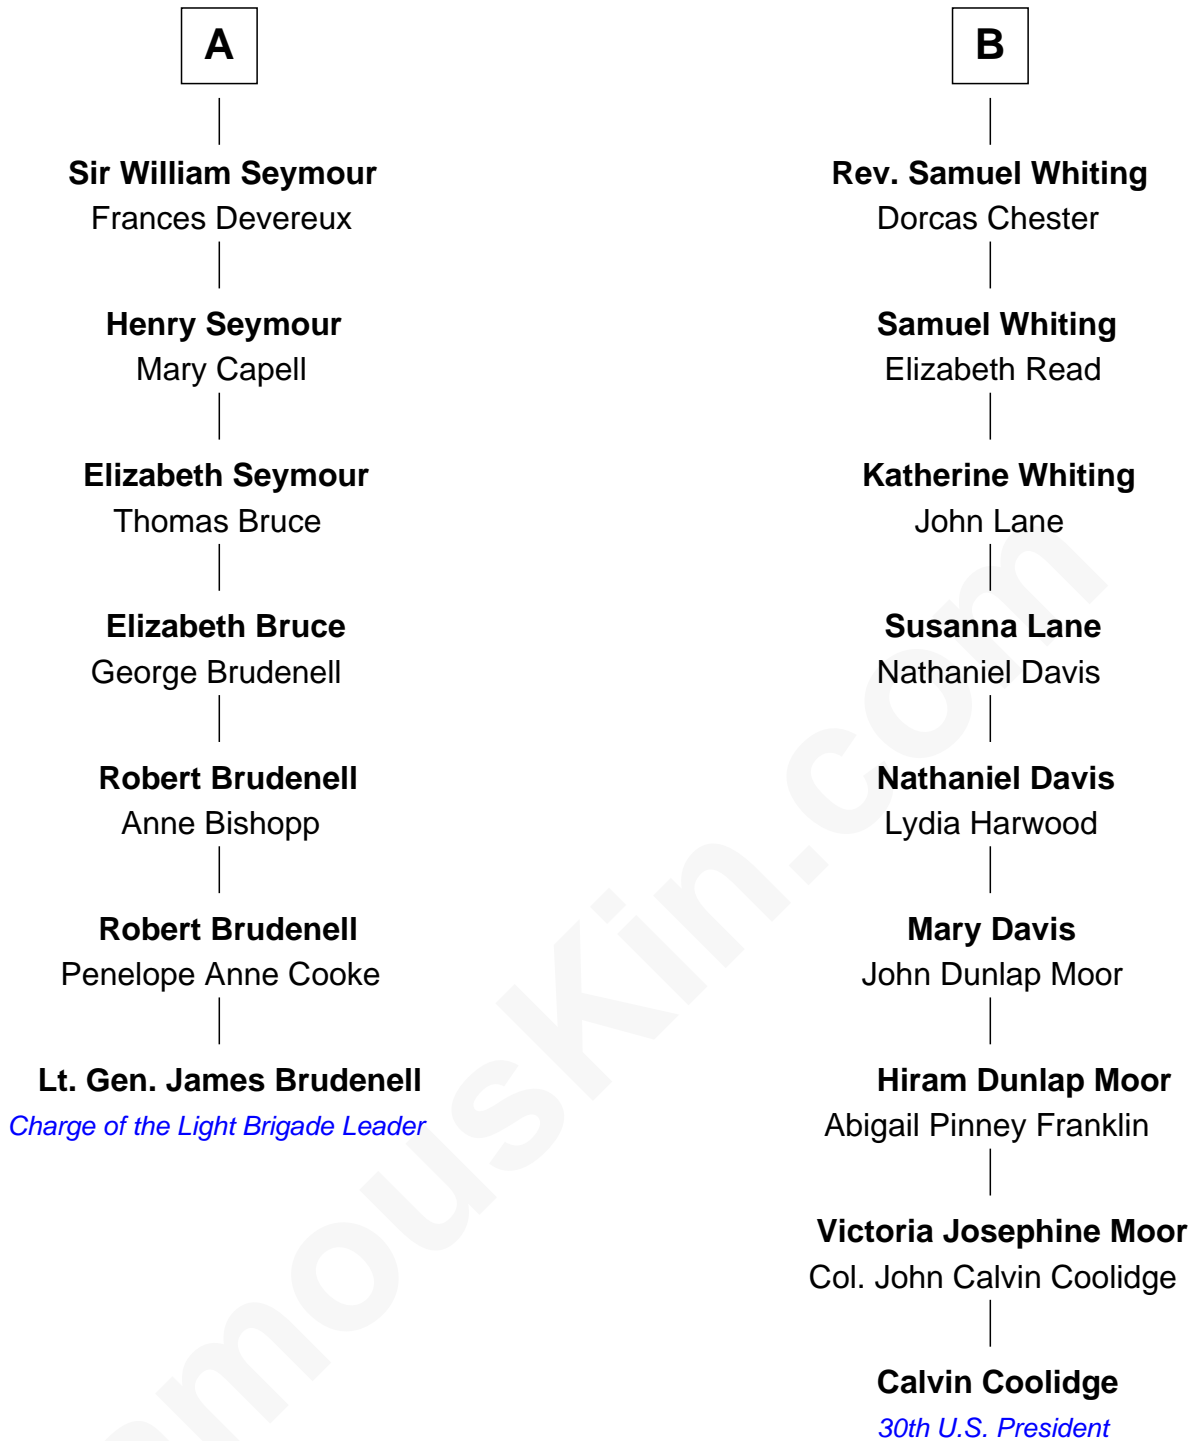 A
Sir William Seymour
Frances Devereux
Henry Seymour
Mary Capell
Elizabeth Seymour
Thomas Bruce
Elizabeth Bruce
George Brudenell
Robert Brudenell
Anne Bishopp
Robert Brudenell
Penelope Anne Cooke
Lt. Gen. James Brudenell
Charge of the Light Brigade Leader
B
Rev. Samuel Whiting
Dorcas Chester
Samuel Whiting
Elizabeth Read
Katherine Whiting
John Lane
Susanna Lane
Nathaniel Davis
Nathaniel Davis
Lydia Harwood
Mary Davis
John Dunlap Moor
Hiram Dunlap Moor
Abigail Pinney Franklin
Victoria Josephine Moor
Col. John Calvin Coolidge
Calvin Coolidge
30th U.S. President
amousKin.com